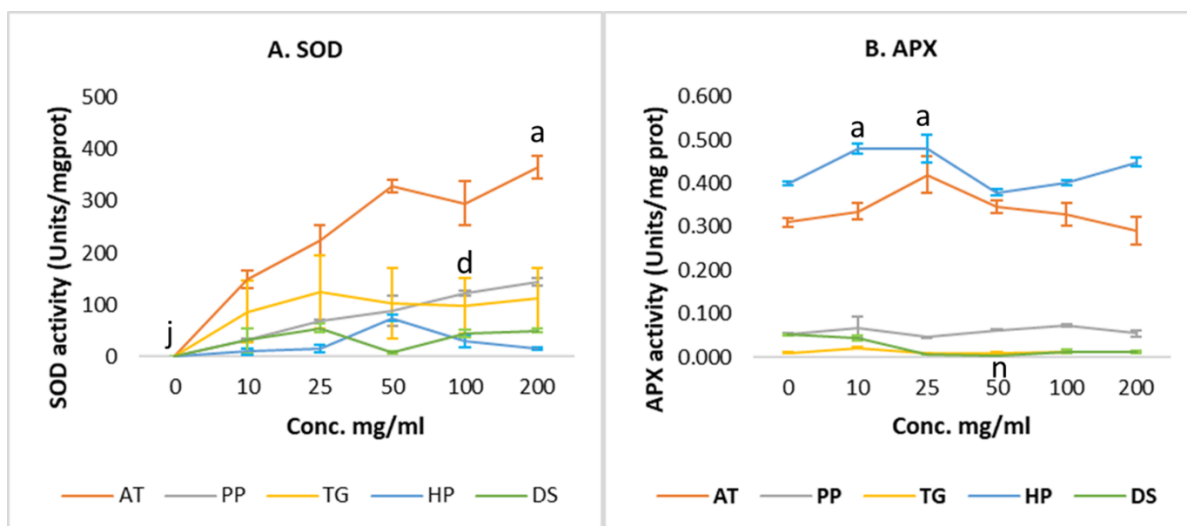 A. SOD
SOD activity (Units/mgprot)
500
400
300
200
100
0
a
d
j
0 10 25 50 100 200
Conc. mg/ml
AT PP TG HP DS
B. APX
APX activity (Units/mg prot)
0.600
0.500
0.400
0.300
0.200
0.100
0.000
a a
n
0 10 25 50 100 200
Conc. mg/ml
AT PP TG HP DS